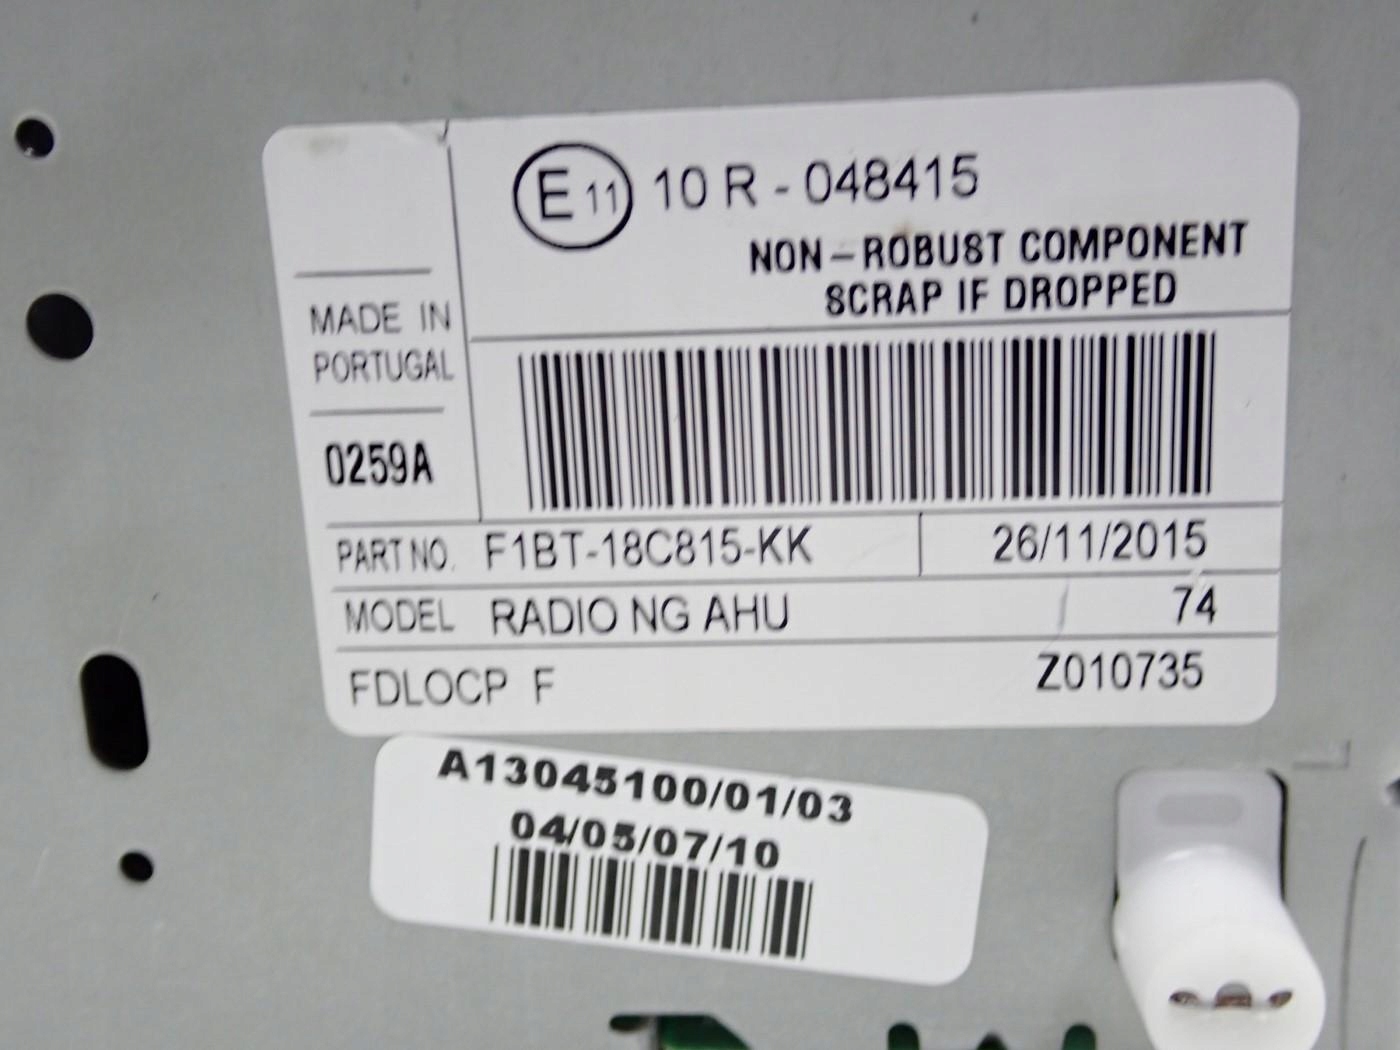 E 11 10 R - 048415
NON-ROBUST COMPONENT
SCRAP IF DROPPED
MADE IN
PORTUGAL
0259A
PART NO. F1BT-18C815-KK 26/11/2015
MODEL RADIO NG AHU 74
FDLOCP F Z010735
A13045100/01/03
04/05/07/10